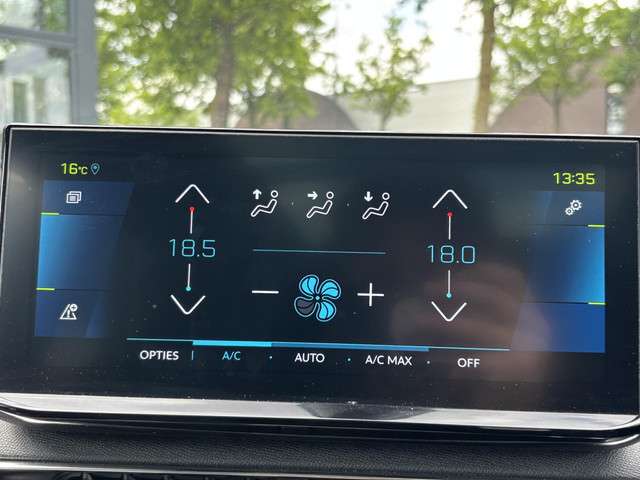 16°C 13:35
18.5 18.0
OPTIES A/C AUTO A/C MAX OFF